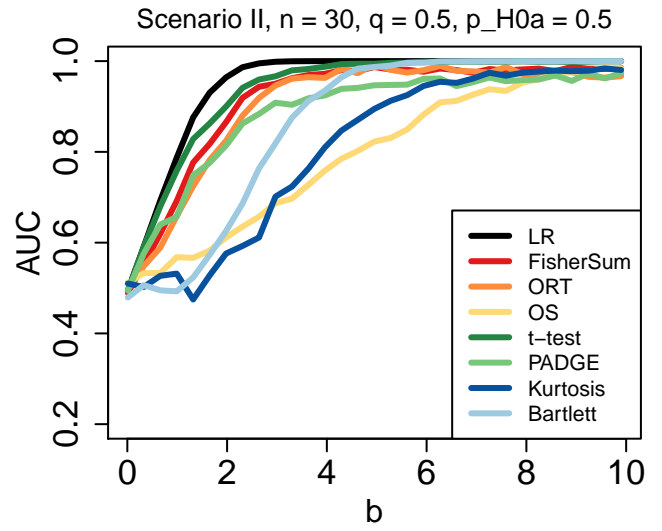 Scenario II, n = 30, q = 0.5, p_H0a = 0.5
AUC
1.0
0.8
0.6
0.4
0.2
LR
FisherSum
ORT
OS
t−test
PADGE
Kurtosis
Bartlett
0 2 4 6 8 10
b